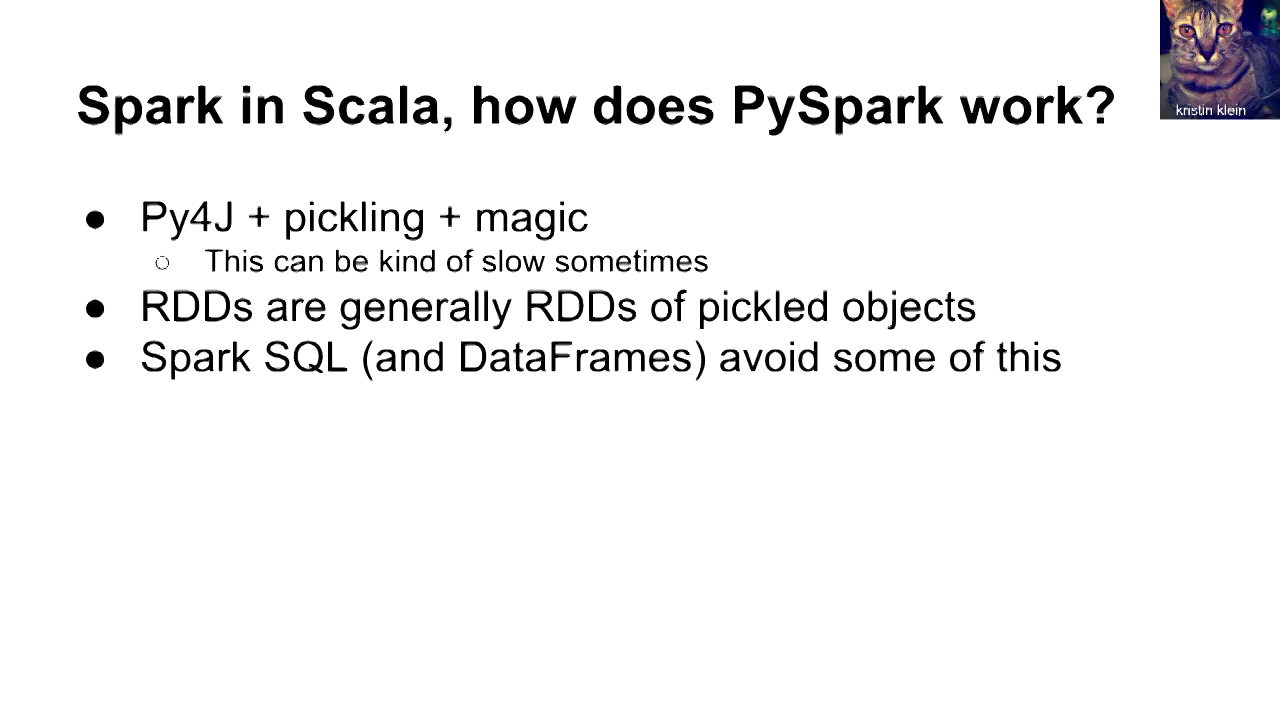 Spark in Scala, how does PySpark work?
kristin klein
● Py4J + pickling + magic
○ This can be kind of slow sometimes
● RDDs are generally RDDs of pickled objects
● Spark SQL (and DataFrames) avoid some of this